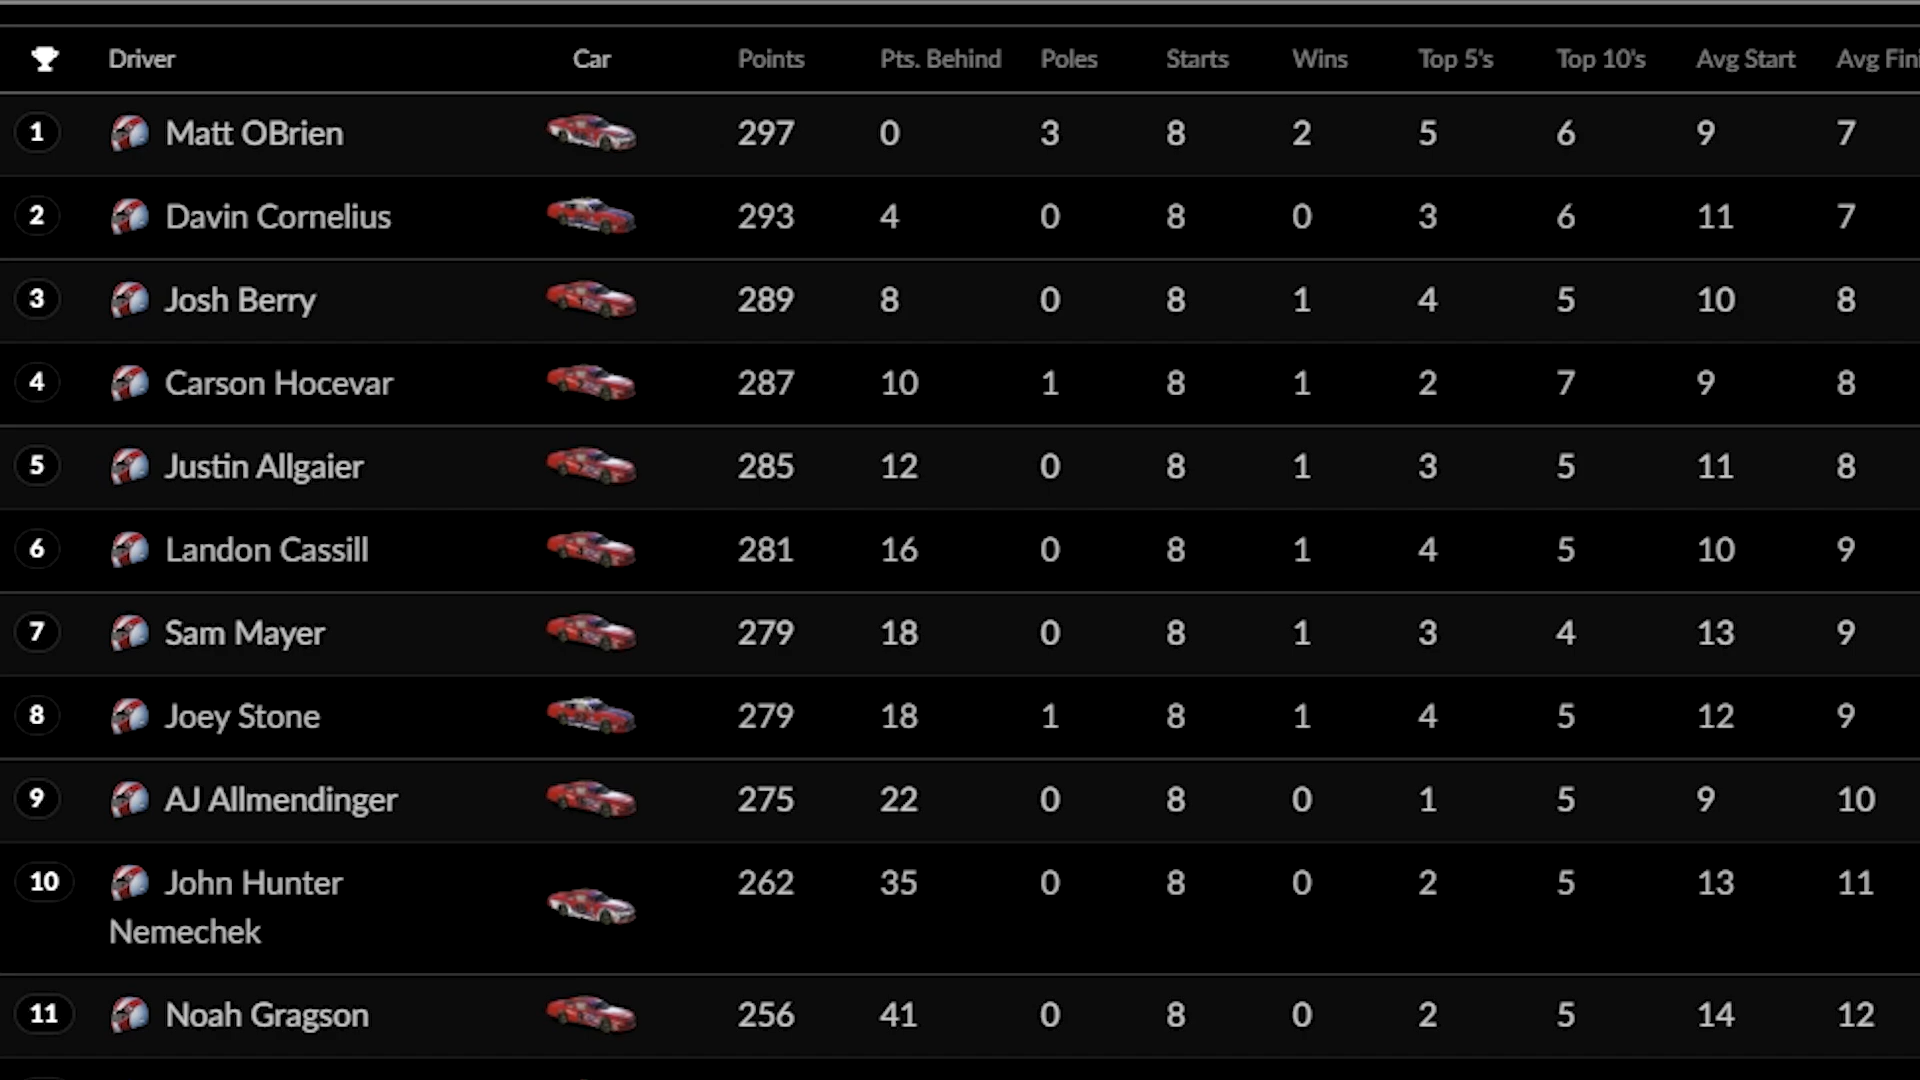 Driver Car Points Pts. Behind Poles Starts Wins Top 5's Top 10's Avg Start Avg
1 Matt OBrien 297 0 3 8 2 5 6 9 7
2 Davin Cornelius 293 4 0 8 0 3 6 11 7
3 Josh Berry 289 8 0 8 1 4 5 10 8
4 Carson Hocevar 287 10 1 8 1 2 7 9 8
5 Justin Allgaier 285 12 0 8 1 3 5 11 8
6 Landon Cassill 281 16 0 8 1 4 5 10 9
7 Sam Mayer 279 18 0 8 1 3 4 13 9
8 Joey Stone 279 18 1 8 1 4 5 12 9
9 AJ Allmendinger 275 22 0 8 0 1 5 9 10
10 John Hunter 262 35 0 8 0 2 5 13 11
Nemechek
11 Noah Gragson 256 41 0 8 0 2 5 14 12